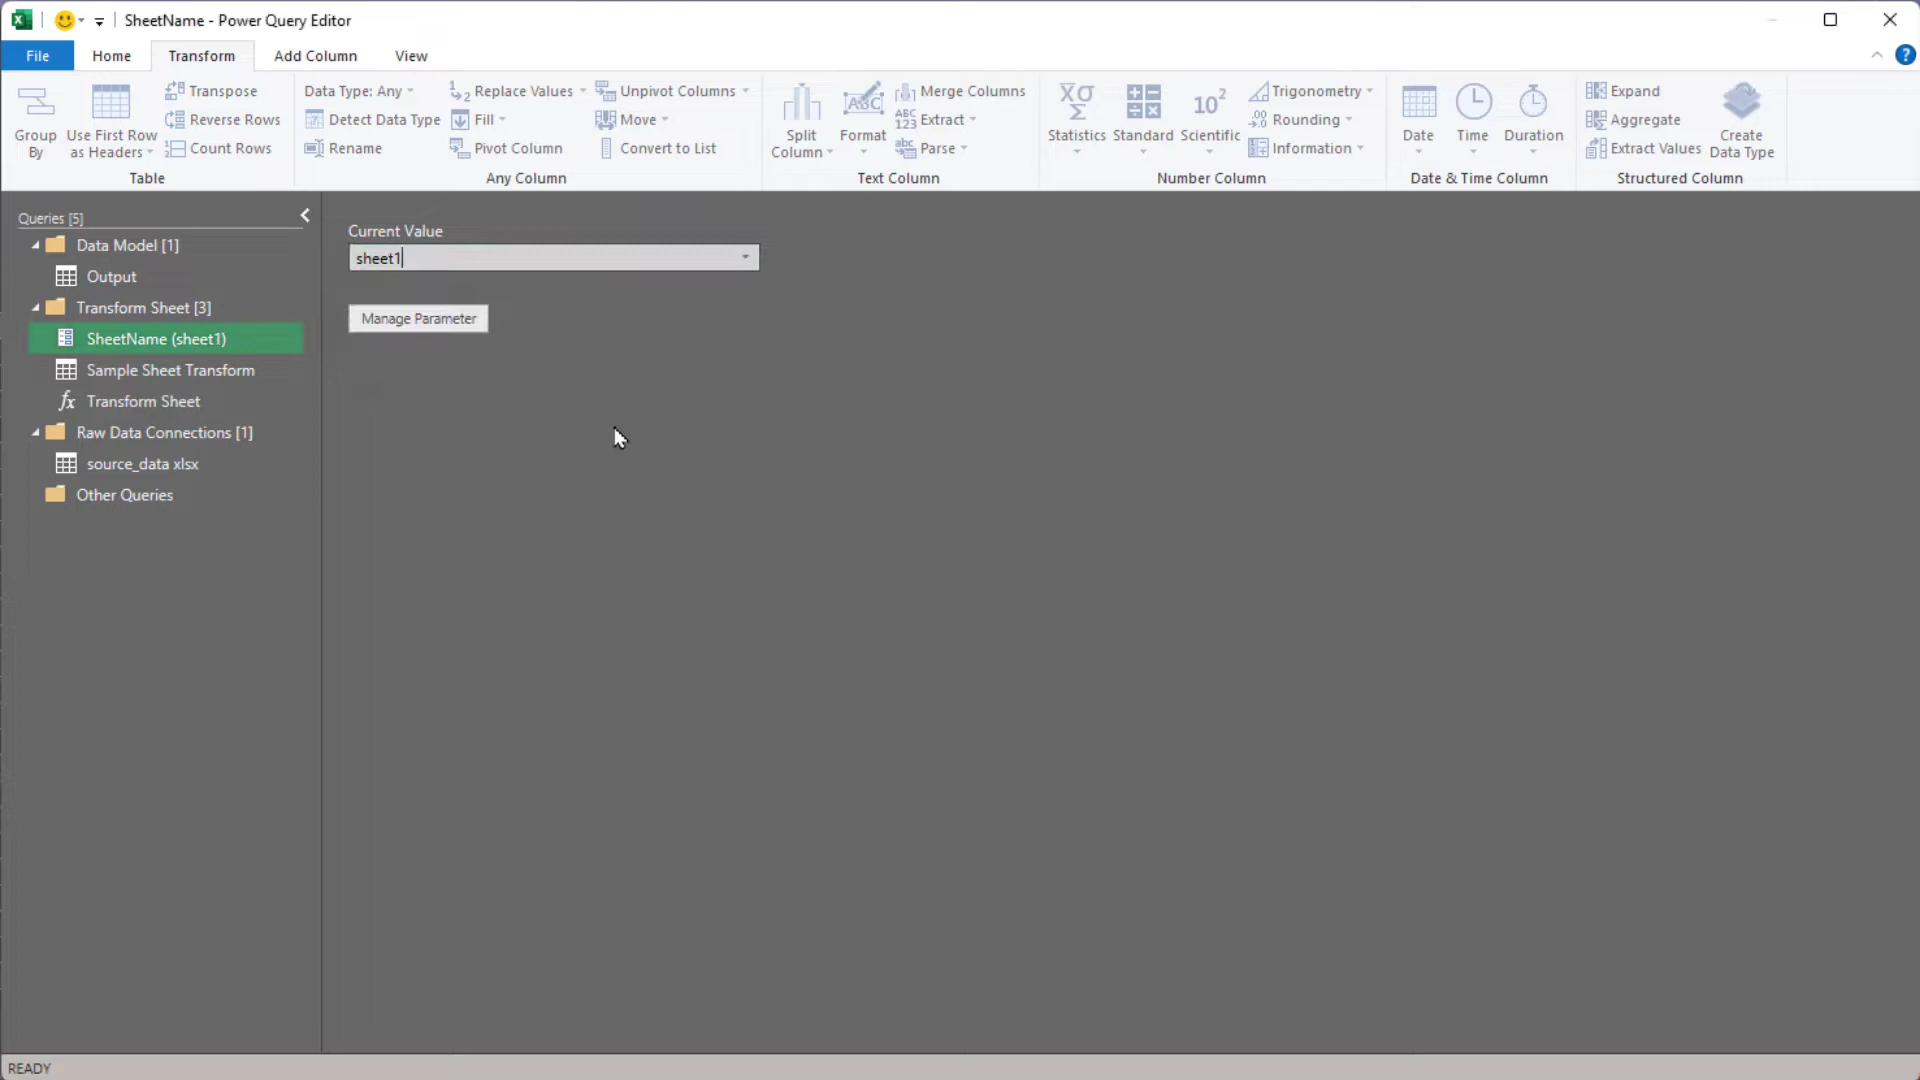 SheetName - Power Query Editor
File
Home
Transform
Add Column
View
Group By
Use First Row as Headers
Transpose
Reverse Rows
Count Rows
Table
Data Type: Any
Detect Data Type
Rename
Replace Values
Fill
Pivot Column
Unpivot Columns
Move
Convert to List
Any Column
Split Column
Format
Merge Columns
Extract
Parse
Text Column
Statistics
Standard
Scientific
Trigonometry
Rounding
Information
Number Column
Date
Time
Duration
Date & Time Column
Expand
Aggregate
Extract Values
Create Data Type
Structured Column
Queries [5]
Data Model [1]
Output
Transform Sheet [3]
SheetName (sheet1)
Sample Sheet Transform
fx Transform Sheet
Raw Data Connections [1]
source_data xlsx
Other Queries
Current Value
sheet1
Manage Parameter
READY